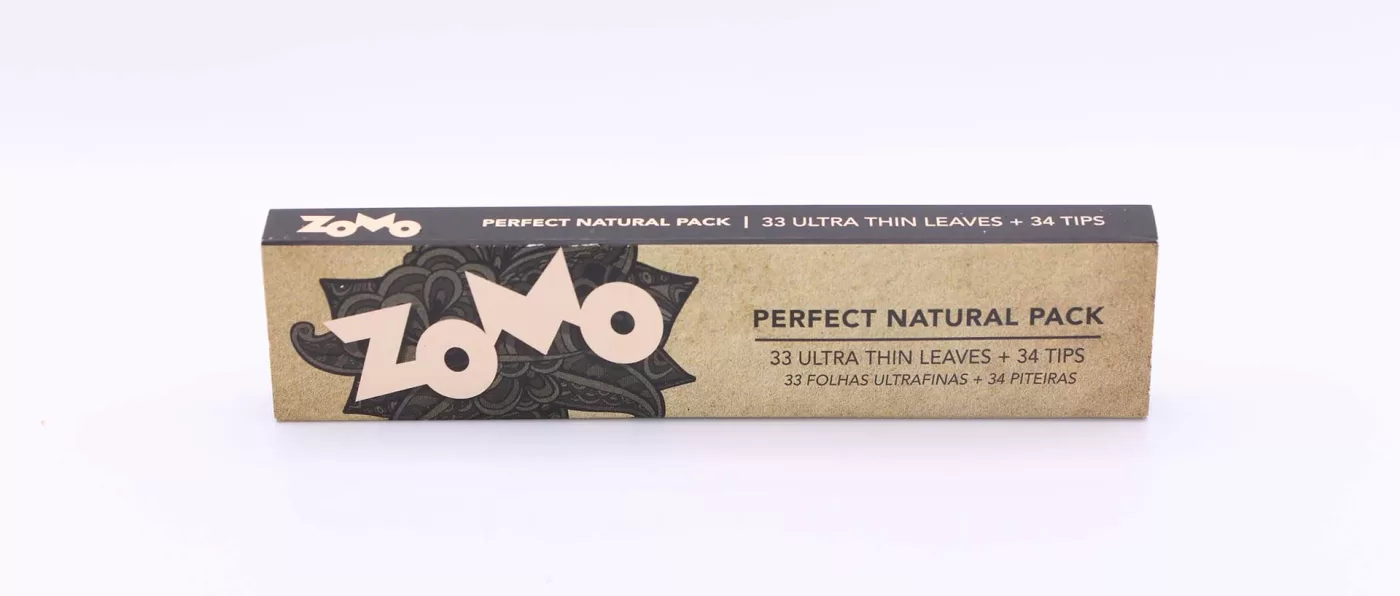 ZOMO PERFECT NATURAL PACK | 33 ULTRA THIN LEAVES + 34 TIPS
ZOMO
PERFECT NATURAL PACK
33 ULTRA THIN LEAVES + 34 TIPS
33 FOLHAS ULTRAFINAS + 34 PITEIRAS